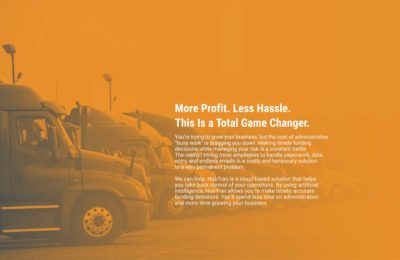 More Profit. Less Hassle.
This Is a Total Game Changer.
You're trying to grow your business, but the cost of administrative
"busy work" is dragging you down. Making timely funding
decisions while managing your risk is a constant battle.
The reality? Hiring more employees to handle paperwork, data
entry, and endless emails is a costly and temporary solution
to a very permanent problem.
We can help. HubTran is a cloud-based solution that helps
you take back control of your operations. By using artificial
intelligence, HubTran allows you to make timely, accurate
funding decisions. You'll spend less time on administration
and more time growing your business.